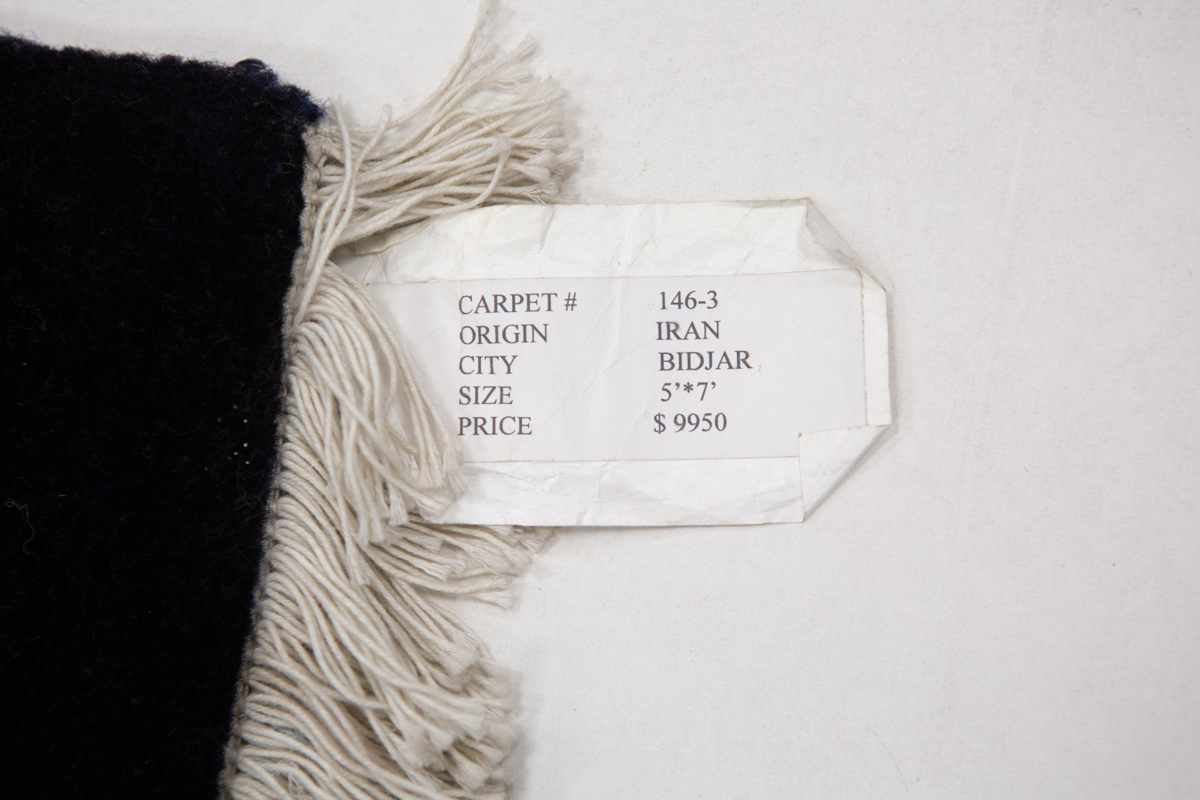 CARPET # 146-3
ORIGIN IRAN
CITY BIDJAR
SIZE 5’*7’
PRICE $ 9950